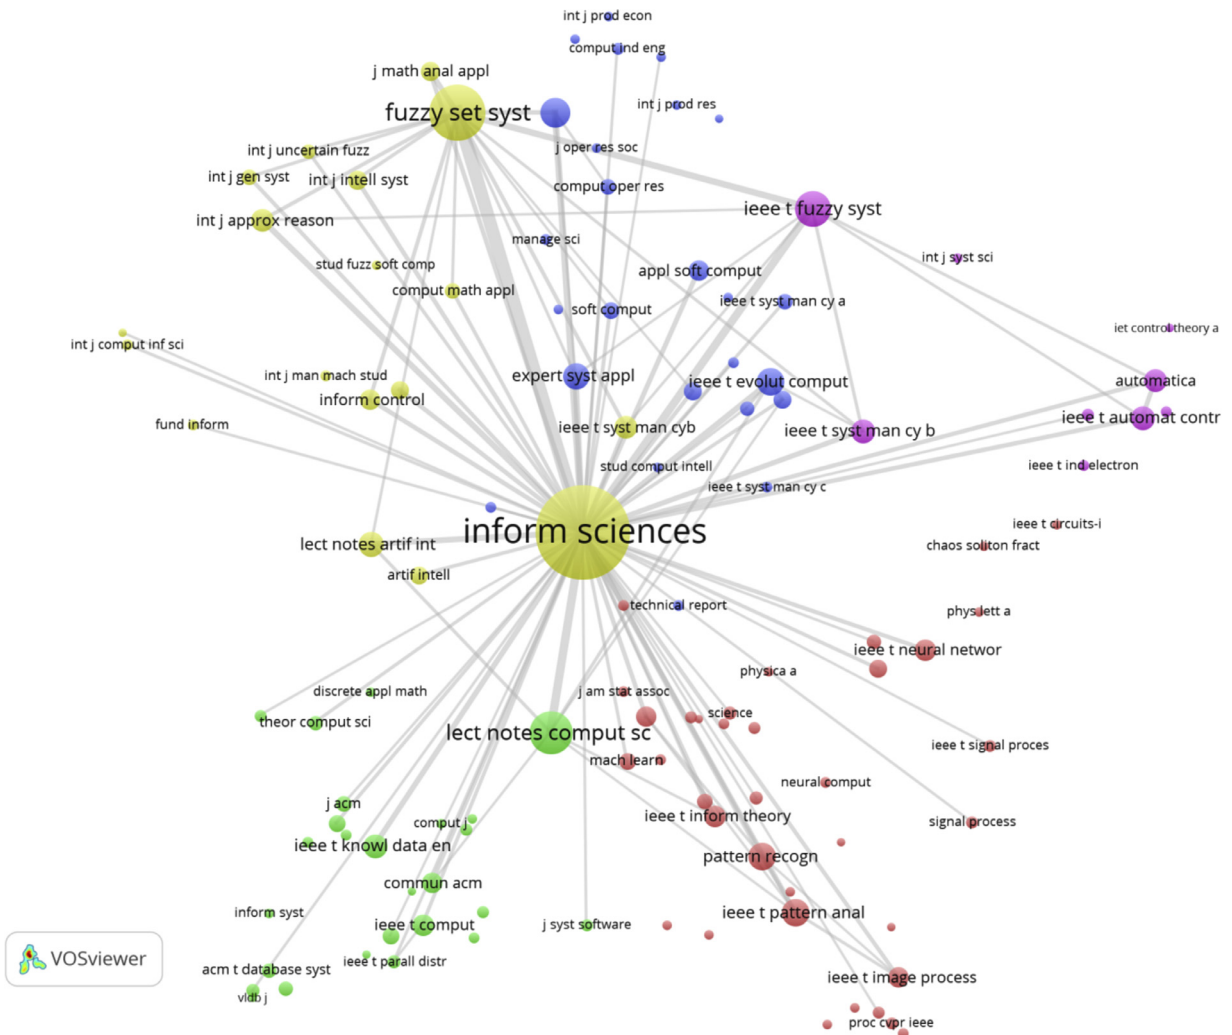 int j prod econ
comput ind eng
j math anal appl
fuzzy set syst
int j prod res
j oper res soc
int j uncertain fuzz
int j gen syst
int j intell syst
comput oper res
ieee t fuzzy syst
int j approx reason
manage sci
int j syst sci
stud fuzz soft comp
appl soft comput
comput math appl
ieee t syst man cy a
soft comput
iet control theory a
int j comput inf sci
int j man mach stud
expert syst appl
ieee t evolut comput
automatica
inform control
ieee t automat contr
fund inform
ieee t syst man cyb
ieee t syst man cy b
stud comput intell
ieee t ind electron
ieee t syst man cy c
inform sciences
ieee t circuits-i
lect notes artif int
chaos soliton fract
artif intell
technical report
phys lett a
ieee t neural networ
physica a
discrete appl math
j am stat assoc
theor comput sci
science
lect notes comput sc
ieee t signal proces
mach learn
neural comput
j acm
comput j
ieee t inform theory
signal process
ieee t knowl data en
pattern recogn
commun acm
inform syst
ieee t pattern anal
ieee t comput
j syst software
VOSviewer
ieee t parall distr
acm t database syst
ieee t image process
vldb j
proc cvpr ieee